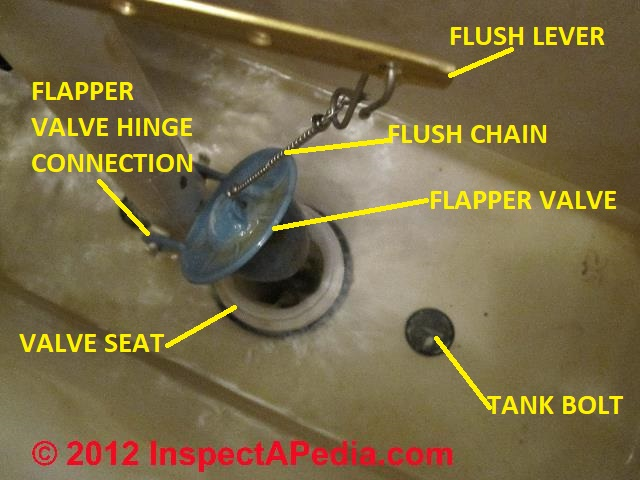 FLUSH LEVER
FLAPPER
VALVE HINGE
CONNECTION
FLUSH CHAIN
FLAPPER VALVE
VALVE SEAT
TANK BOLT
© 2012 InspectAPedia.com